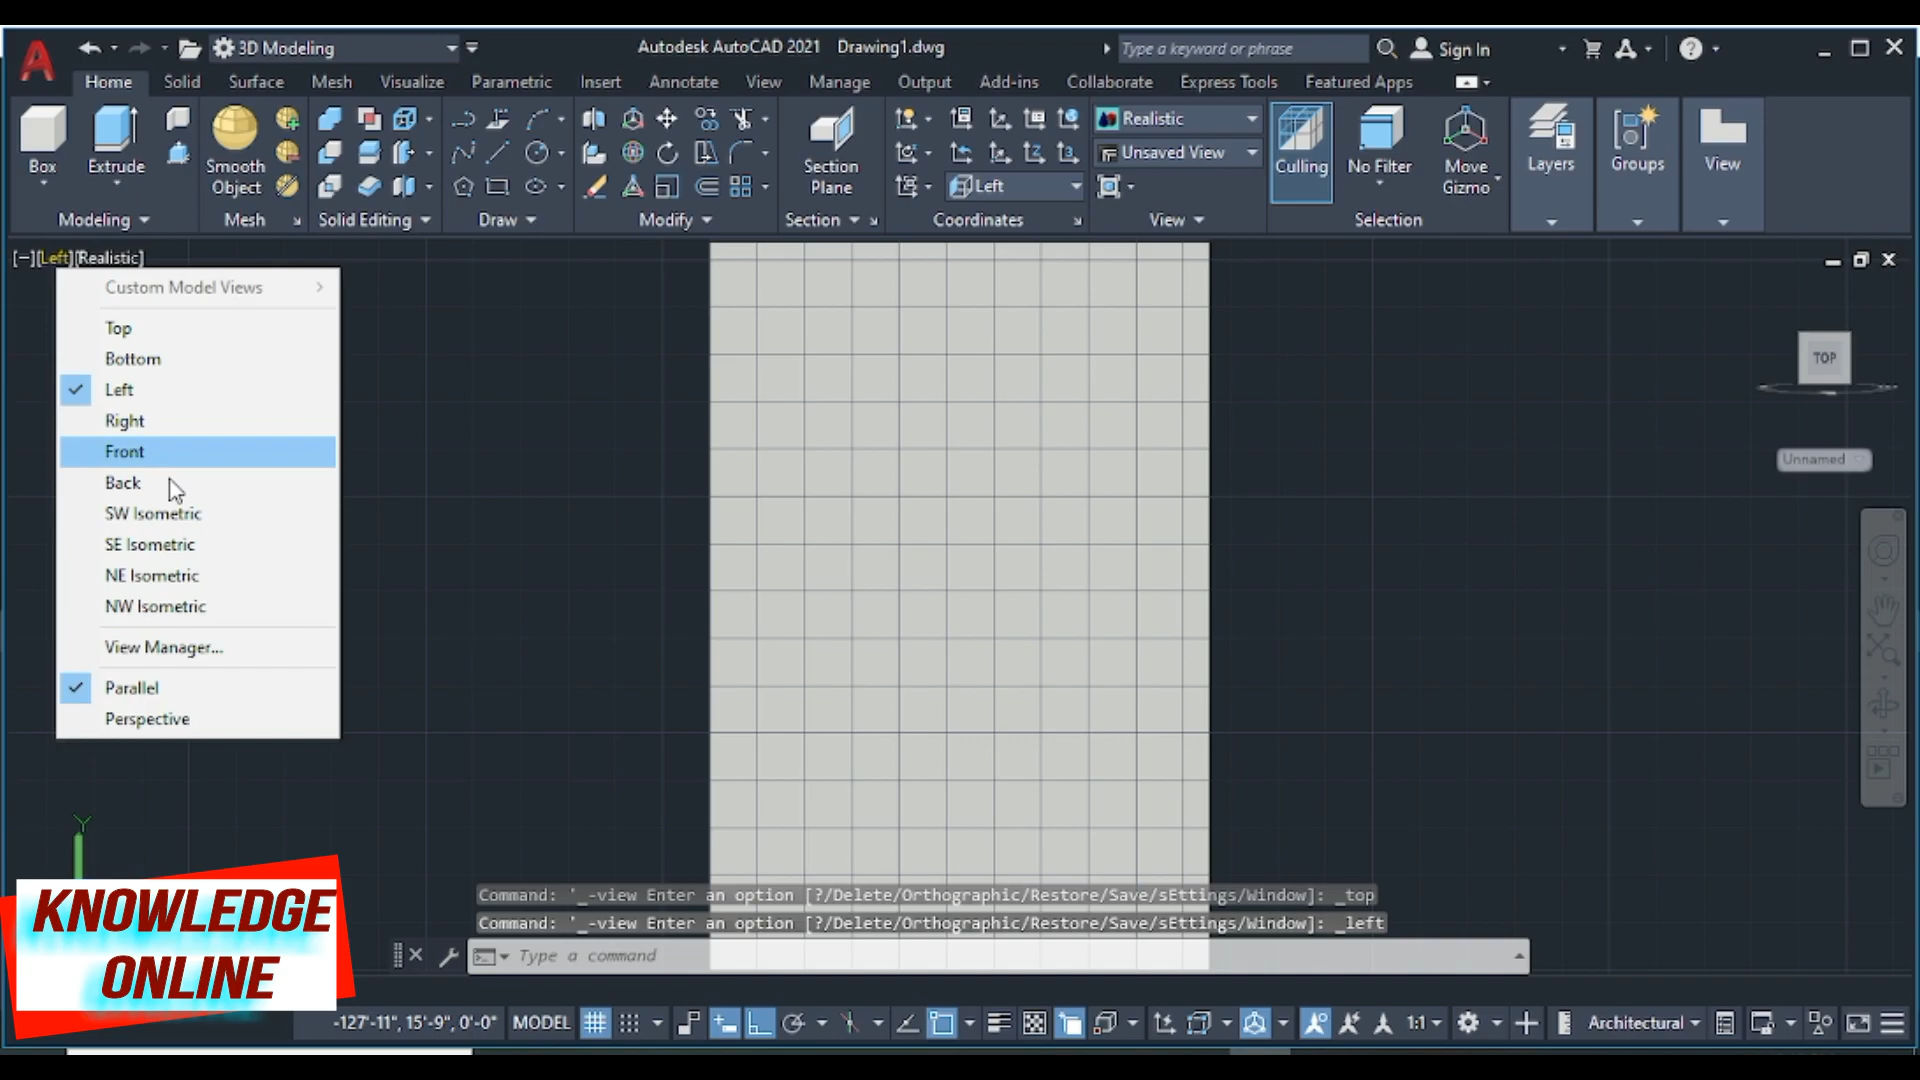 3D Modeling
Autodesk AutoCAD 2021 Drawing1.dwg
Type a keyword or phrase
Sign In
Home Solid Surface Mesh Visualize Parametric Insert Annotate View Manage Output Add-ins Collaborate Express Tools Featured Apps
Box
Extrude
Smooth
Object
Section
Plane
Realistic
Unsaved View
Left
Culling
No Filter
Move
Gizmo
Layers
Groups
View
Modeling
Mesh
Solid Editing
Draw
Modify
Section
Coordinates
View
Selection
[−][Left][Realistic]
Custom Model Views
Top
Bottom
Left
Right
Front
Back
SW Isometric
SE Isometric
NE Isometric
NW Isometric
View Manager...
Parallel
Perspective
TOP
Unnamed
Y
Command: '_-view Enter an option [?/Delete/Orthographic/Restore/Save/sEttings/Window]: _top
Command: '_-view Enter an option [?/Delete/Orthographic/Restore/Save/sEttings/Window]: _left
Type a command
KNOWLEDGE
ONLINE
-127'-11", 15'-9", 0'-0"
MODEL
1:1
Architectural